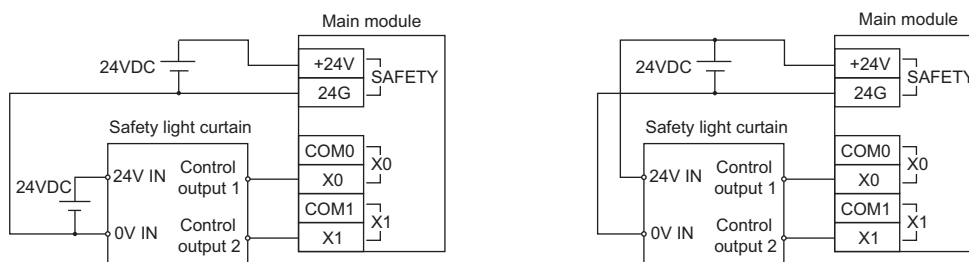 Main module
24VDC
+24V
SAFETY
24G
Safety light curtain
COM0
X0
24V IN
Control
output 1
X0
24VDC
COM1
X1
0V IN
Control
output 2
X1
Main module
24VDC
+24V
SAFETY
24G
Safety light curtain
COM0
X0
24V IN
Control
output 1
X0
COM1
X1
0V IN
Control
output 2
X1